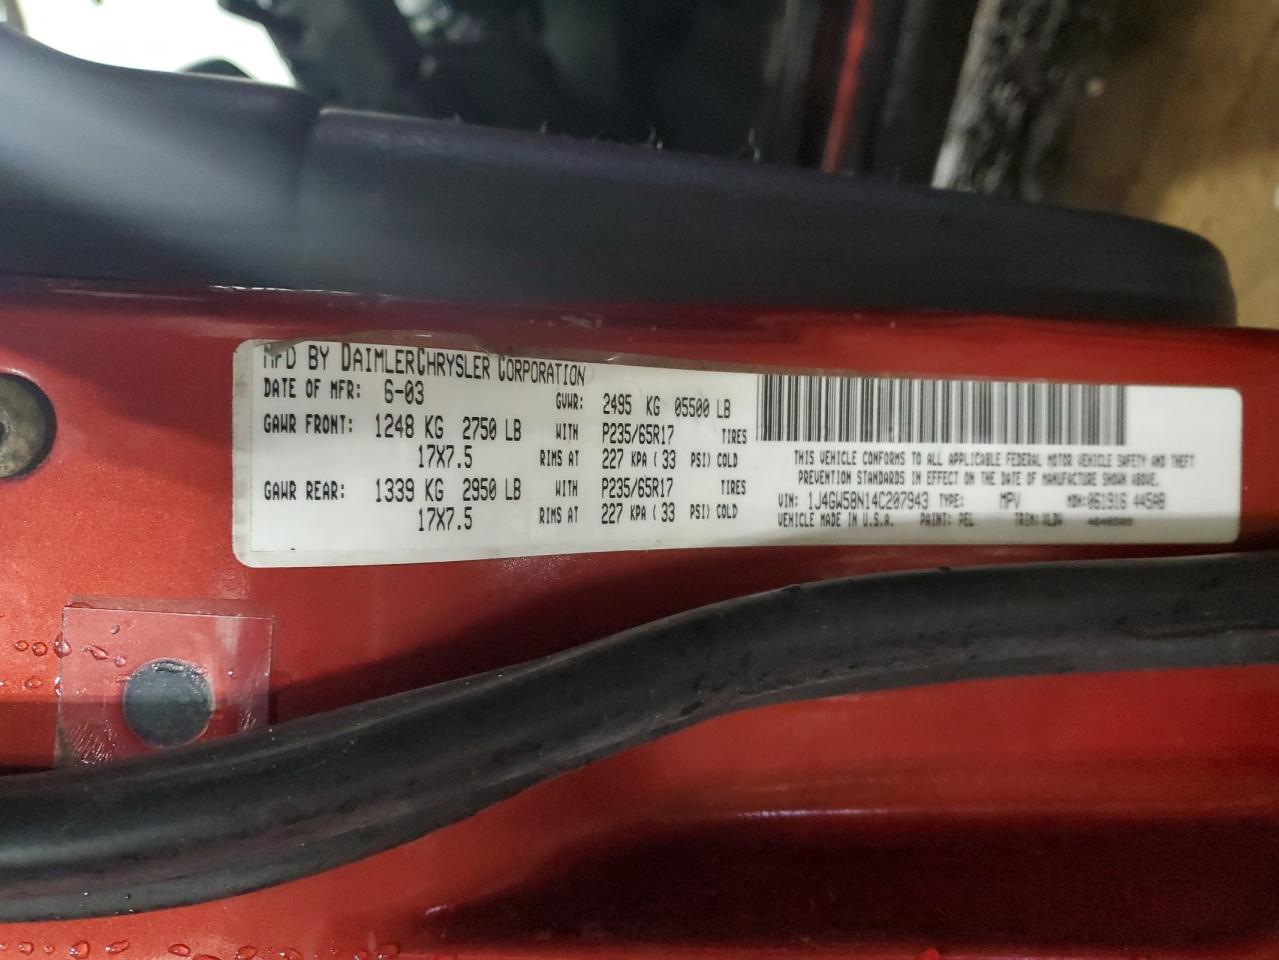 MFD BY DAIMLERCHRYSLER CORPORATION
DATE OF MFR: 6-03 GVWR: 2495 KG 05500 LB
GAWR FRONT: 1248 KG 2750 LB WITH P235/65R17 TIRES
17X7.5 RIMS AT 227 KPA ( 33 PSI) COLD
GAWR REAR: 1339 KG 2950 LB WITH P235/65R17 TIRES
17X7.5 RIMS AT 227 KPA ( 33 PSI) COLD
THIS VEHICLE CONFORMS TO ALL APPLICABLE FEDERAL MOTOR VEHICLE SAFETY AND THEFT
PREVENTION STANDARDS IN EFFECT ON THE DATE OF MANUFACTURE SHOWN ABOVE.
VIN: 1J4GW58N14C207943 TYPE: MPV MDH: 061916 445AB
VEHICLE MADE IN U.S.A. PAINT: PEL TRIM: